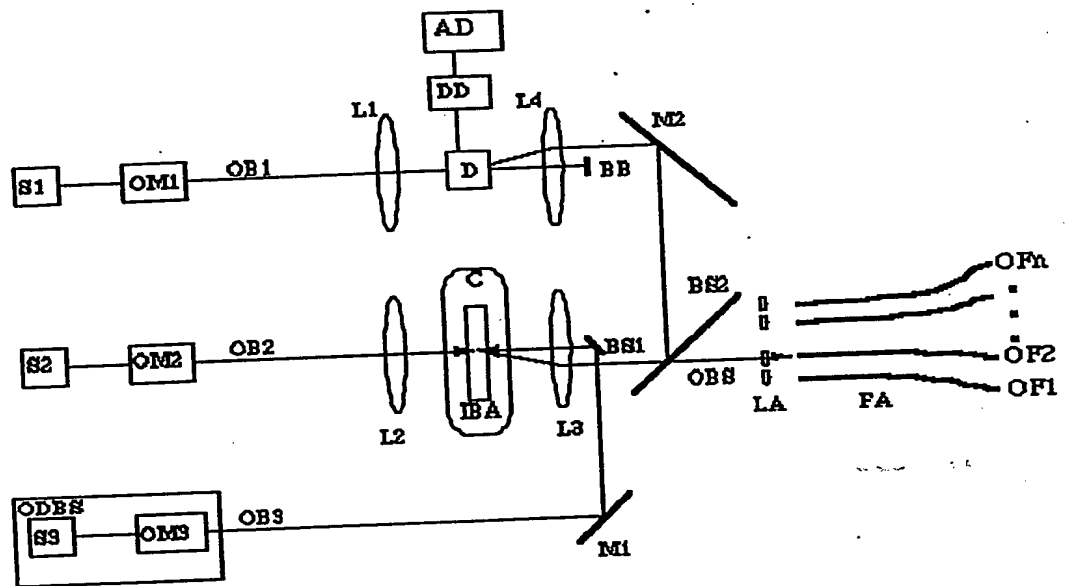 AD
DD
L1
L4
M2
S1
OM1
OB1
D
BB
C
BS2
OFn
S2
OM2
OB2
BS1
OBS
OF2
L2
IBA
L3
LA
FA
OF1
ODBS
S3
OM3
OB3
M1